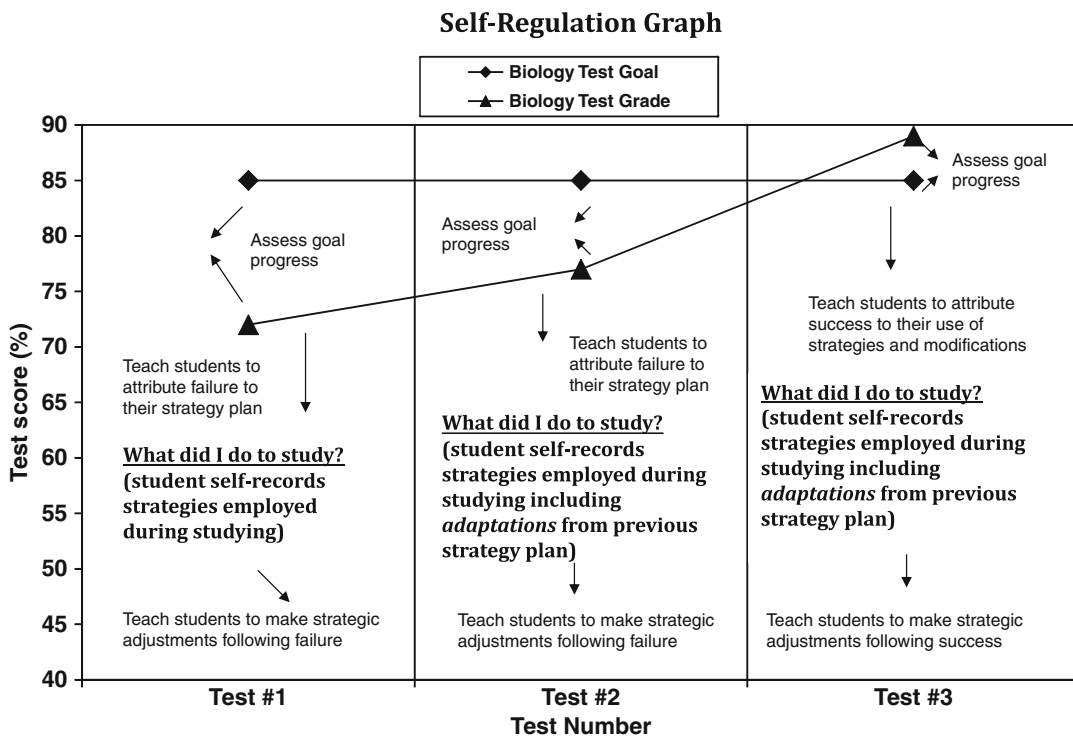 Self-Regulation Graph
Biology Test Goal
Biology Test Grade
Test score (%)
90
85
80
75
70
65
60
55
50
45
40
Assess goal
progress
Teach students to
attribute failure to
their strategy plan
What did I do to study?
(student self-records
strategies employed
during studying)
Teach students to make strategic
adjustments following failure
Assess goal
progress
Teach students to
attribute failure to
their strategy plan
What did I do to study?
(student self-records
strategies employed during
studying including
adaptations from previous
strategy plan)
Teach students to make strategic
adjustments following failure
Assess goal
progress
Teach students to attribute
success to their use of
strategies and modifications
What did I do to study?
(student self-records
strategies employed during
studying including
adaptations from previous
strategy plan)
Teach students to make strategic
adjustments following success
Test #1
Test #2
Test #3
Test Number